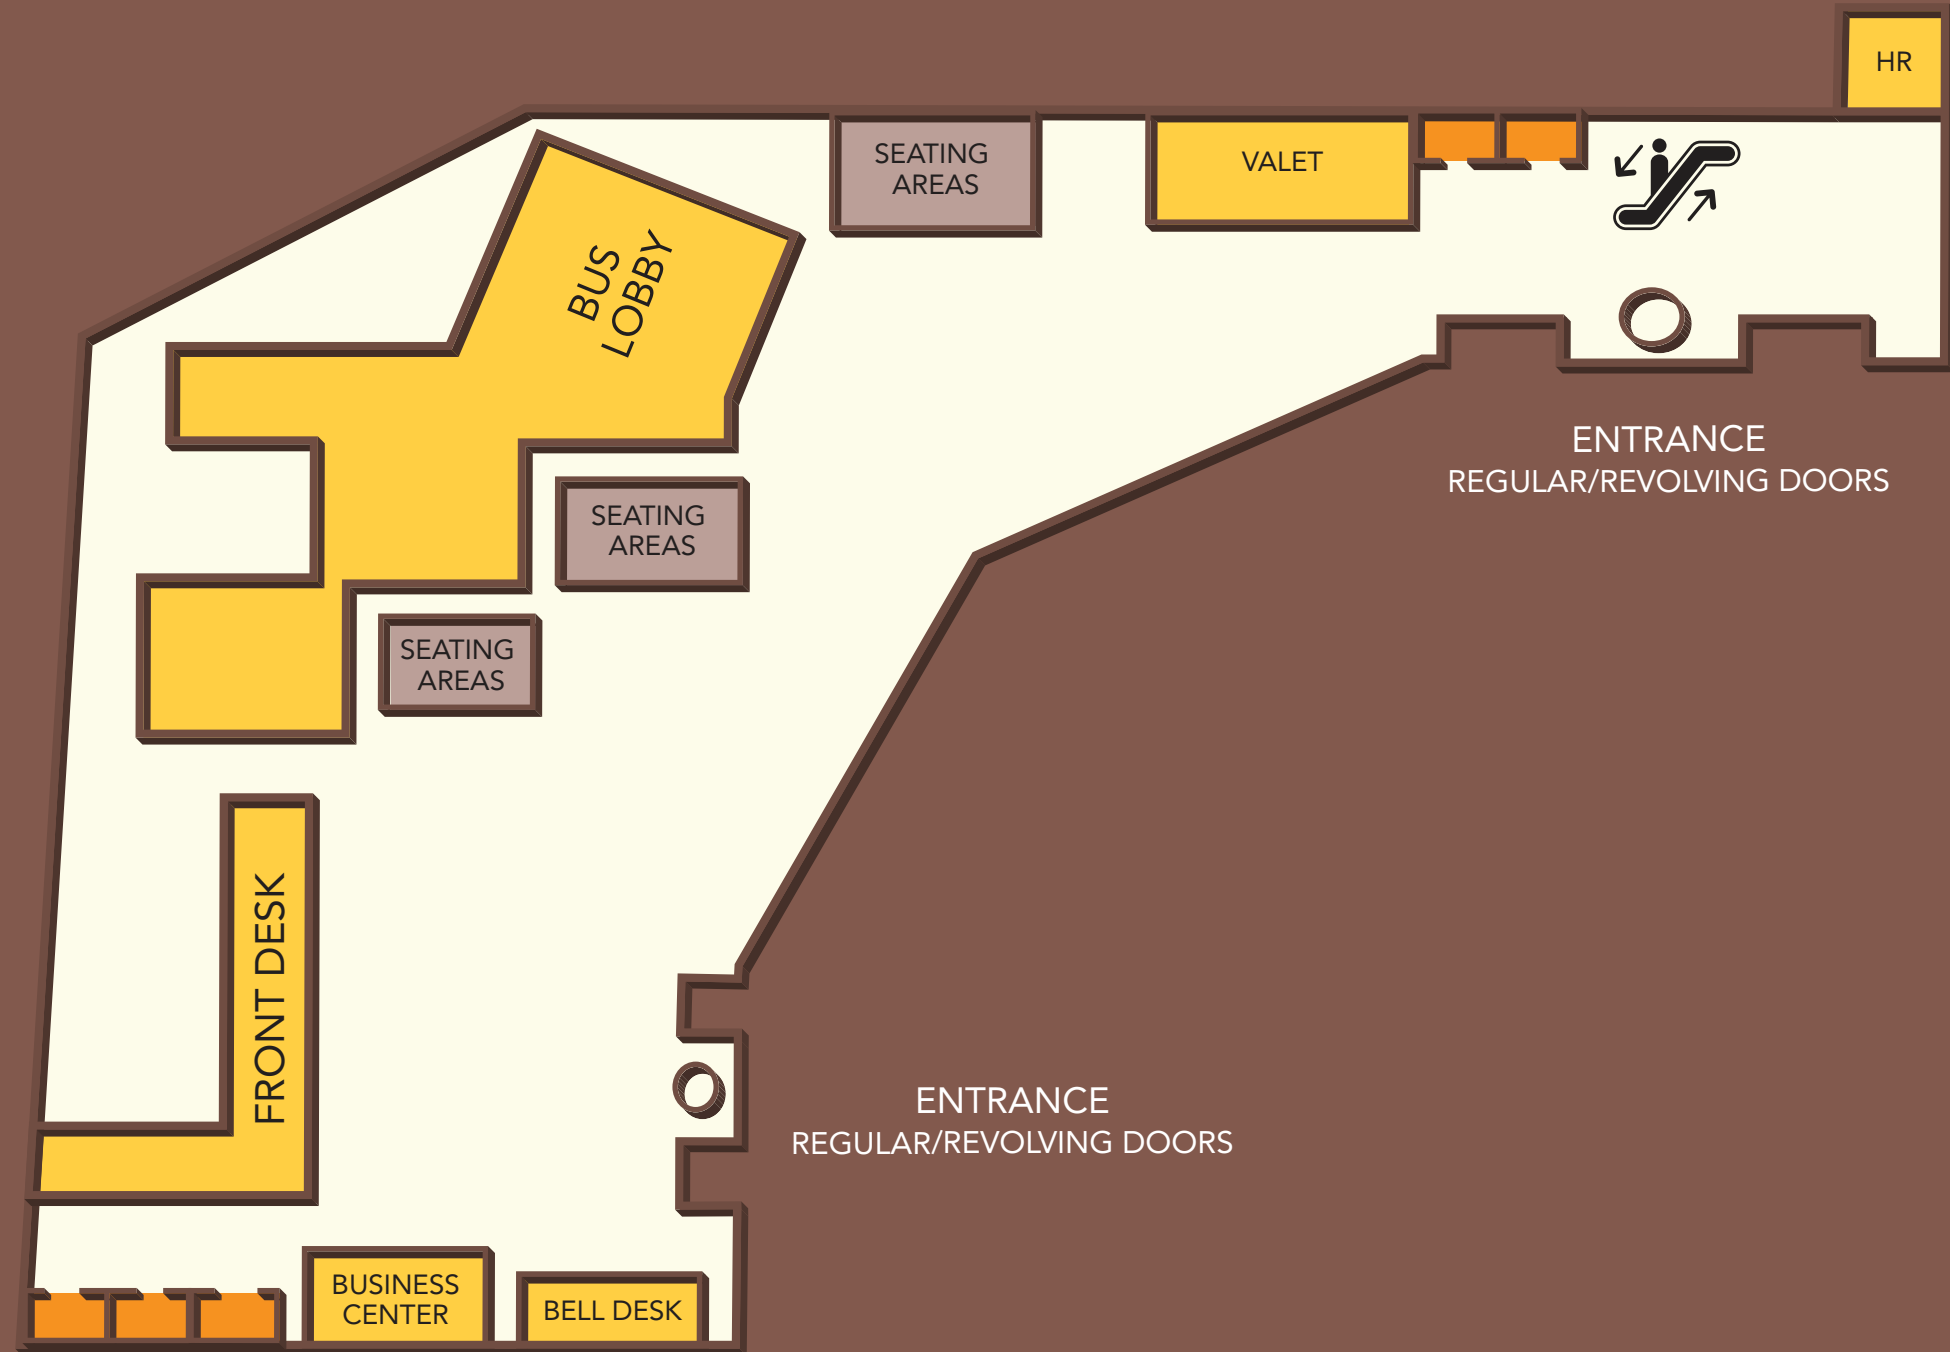 HR
SEATING
AREAS
VALET
BUS
LOBBY
ENTRANCE
REGULAR/REVOLVING DOORS
SEATING
AREAS
SEATING
AREAS
FRONT DESK
ENTRANCE
REGULAR/REVOLVING DOORS
BUSINESS
CENTER
BELL DESK